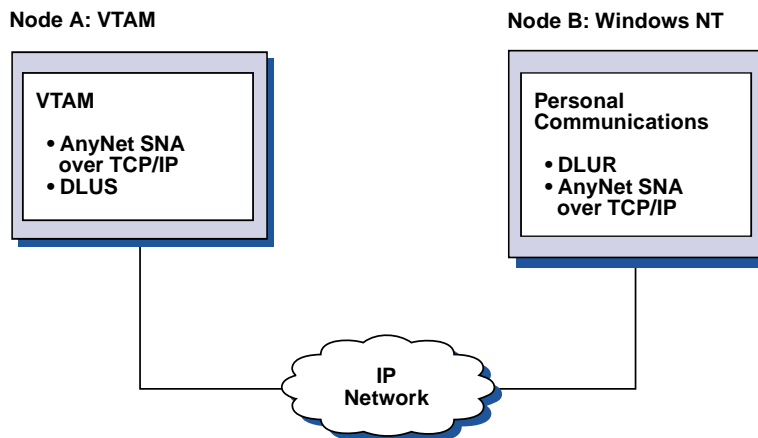 Node A: VTAM
VTAM
• AnyNet SNA
over TCP/IP
• DLUS
Node B: Windows NT
Personal
Communications
• DLUR
• AnyNet SNA
over TCP/IP
IP
Network